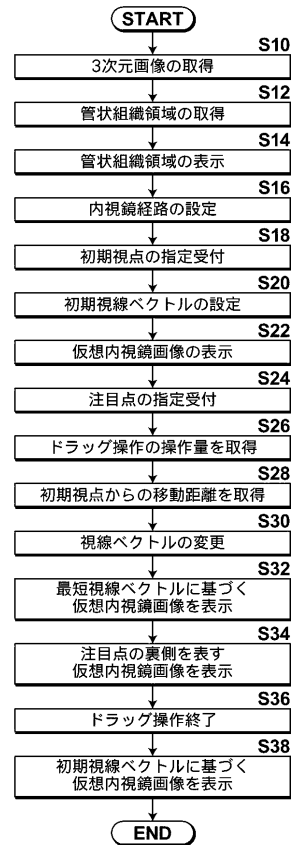 START
S10
3次元画像の取得
S12
管状組織領域の取得
S14
管状組織領域の表示
S16
内視鏡経路の設定
S18
初期視点の指定受付
S20
初期視線ベクトルの設定
S22
仮想内視鏡画像の表示
S24
注目点の指定受付
S26
ドラッグ操作の操作量を取得
S28
初期視点からの移動距離を取得
S30
視線ベクトルの変更
S32
最短視線ベクトルに基づく
仮想内視鏡画像を表示
S34
注目点の裏側を表す
仮想内視鏡画像を表示
S36
ドラッグ操作終了
S38
初期視線ベクトルに基づく
仮想内視鏡画像を表示
END